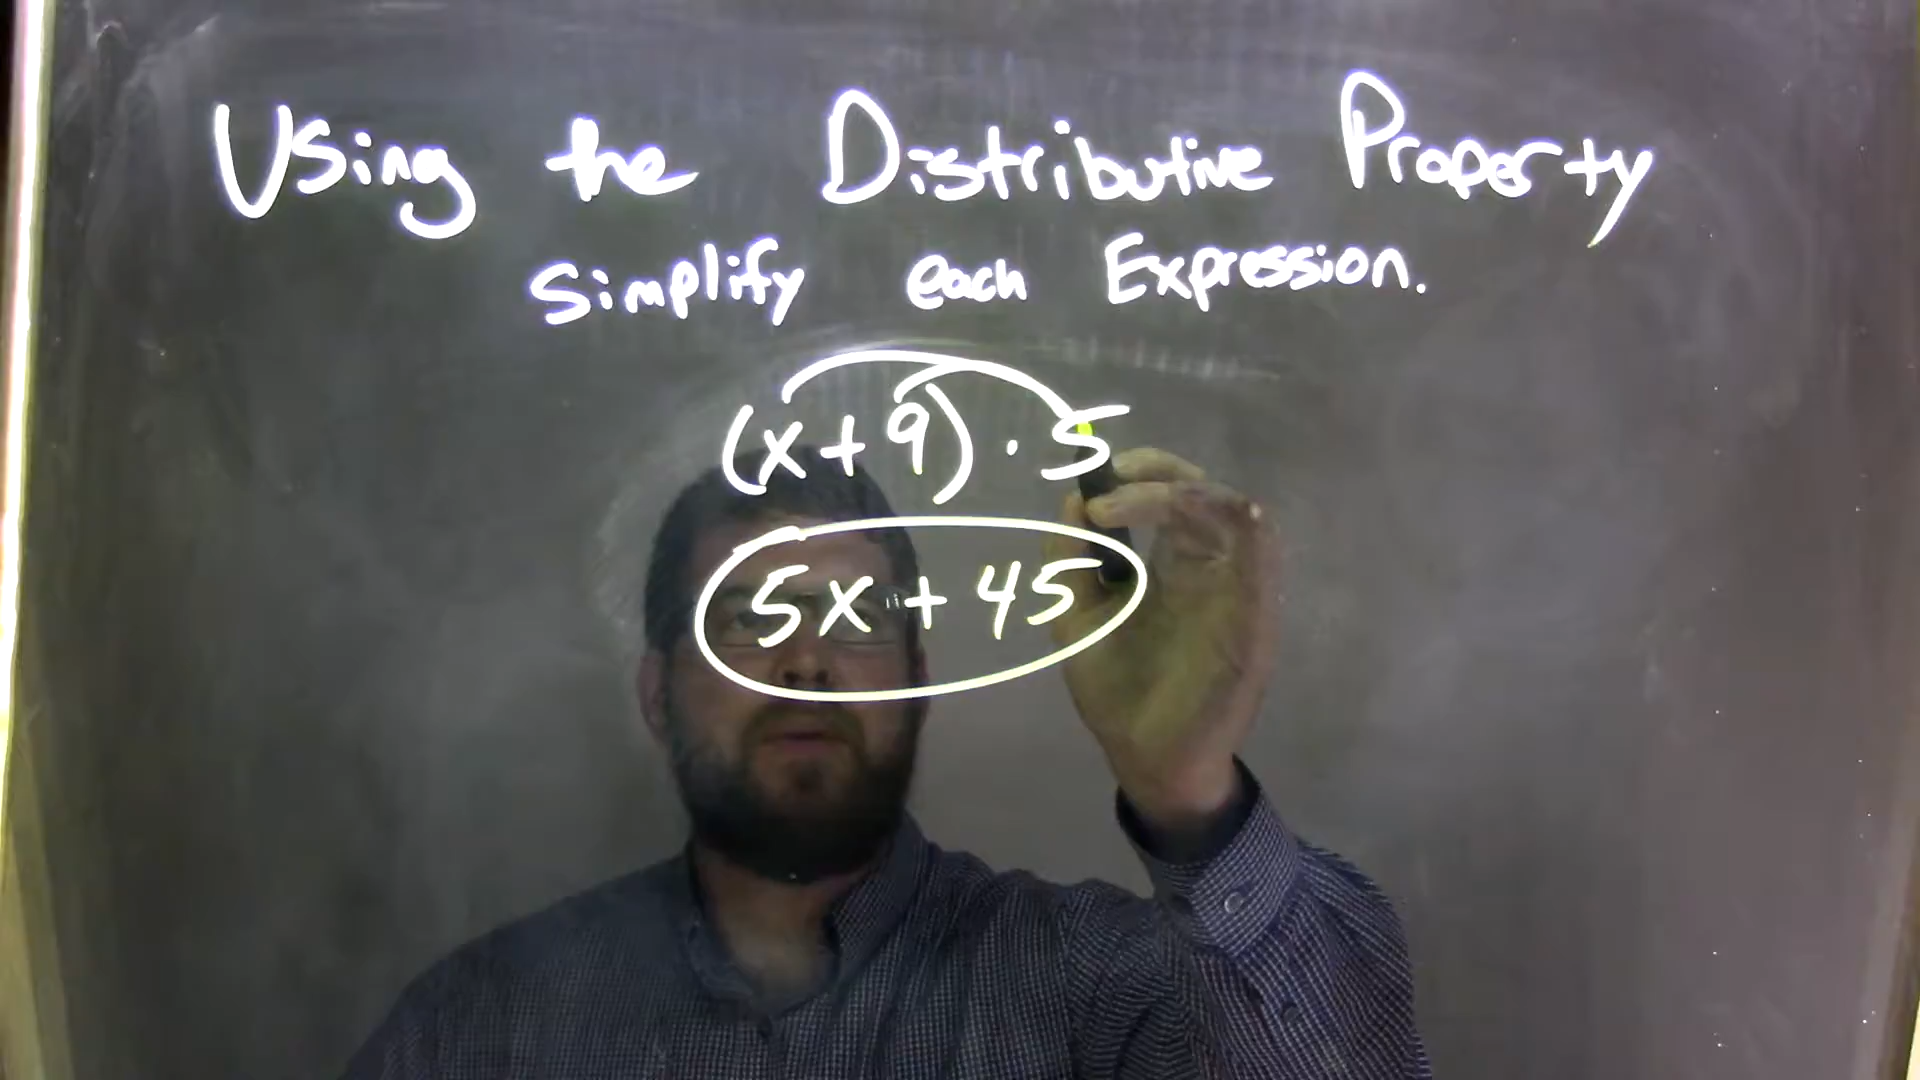 Using the Distributive Property
Simplify each Expression.
(x+9)·5
5x+45